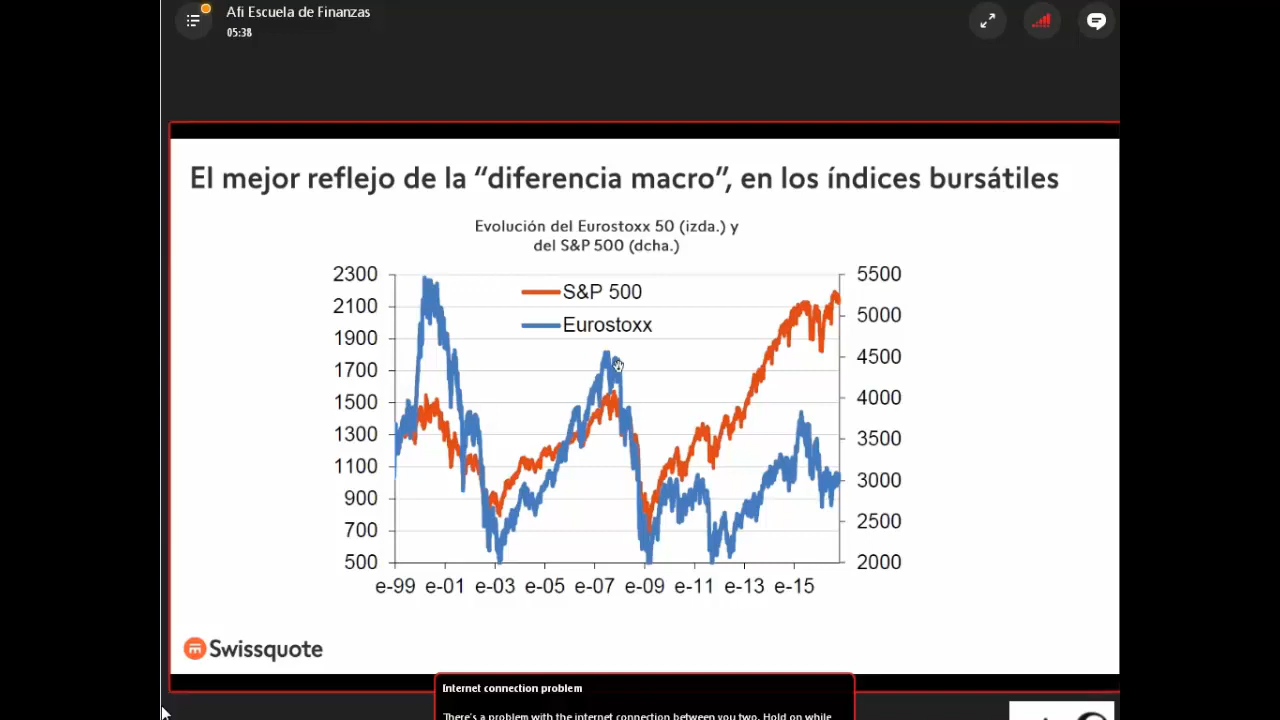 Afi Escuela de Finanzas
05:38
El mejor reflejo de la “diferencia macro”, en los índices bursátiles
Evolución del Eurostoxx 50 (izda.) y
del S&P 500 (dcha.)
S&P 500
Eurostoxx
2300
2100
1900
1700
1500
1300
1100
900
700
500
5500
5000
4500
4000
3500
3000
2500
2000
e-99 e-01 e-03 e-05 e-07 e-09 e-11 e-13 e-15
Swissquote
Internet connection problem
There's a problem with the internet connection between you two. Hold on while